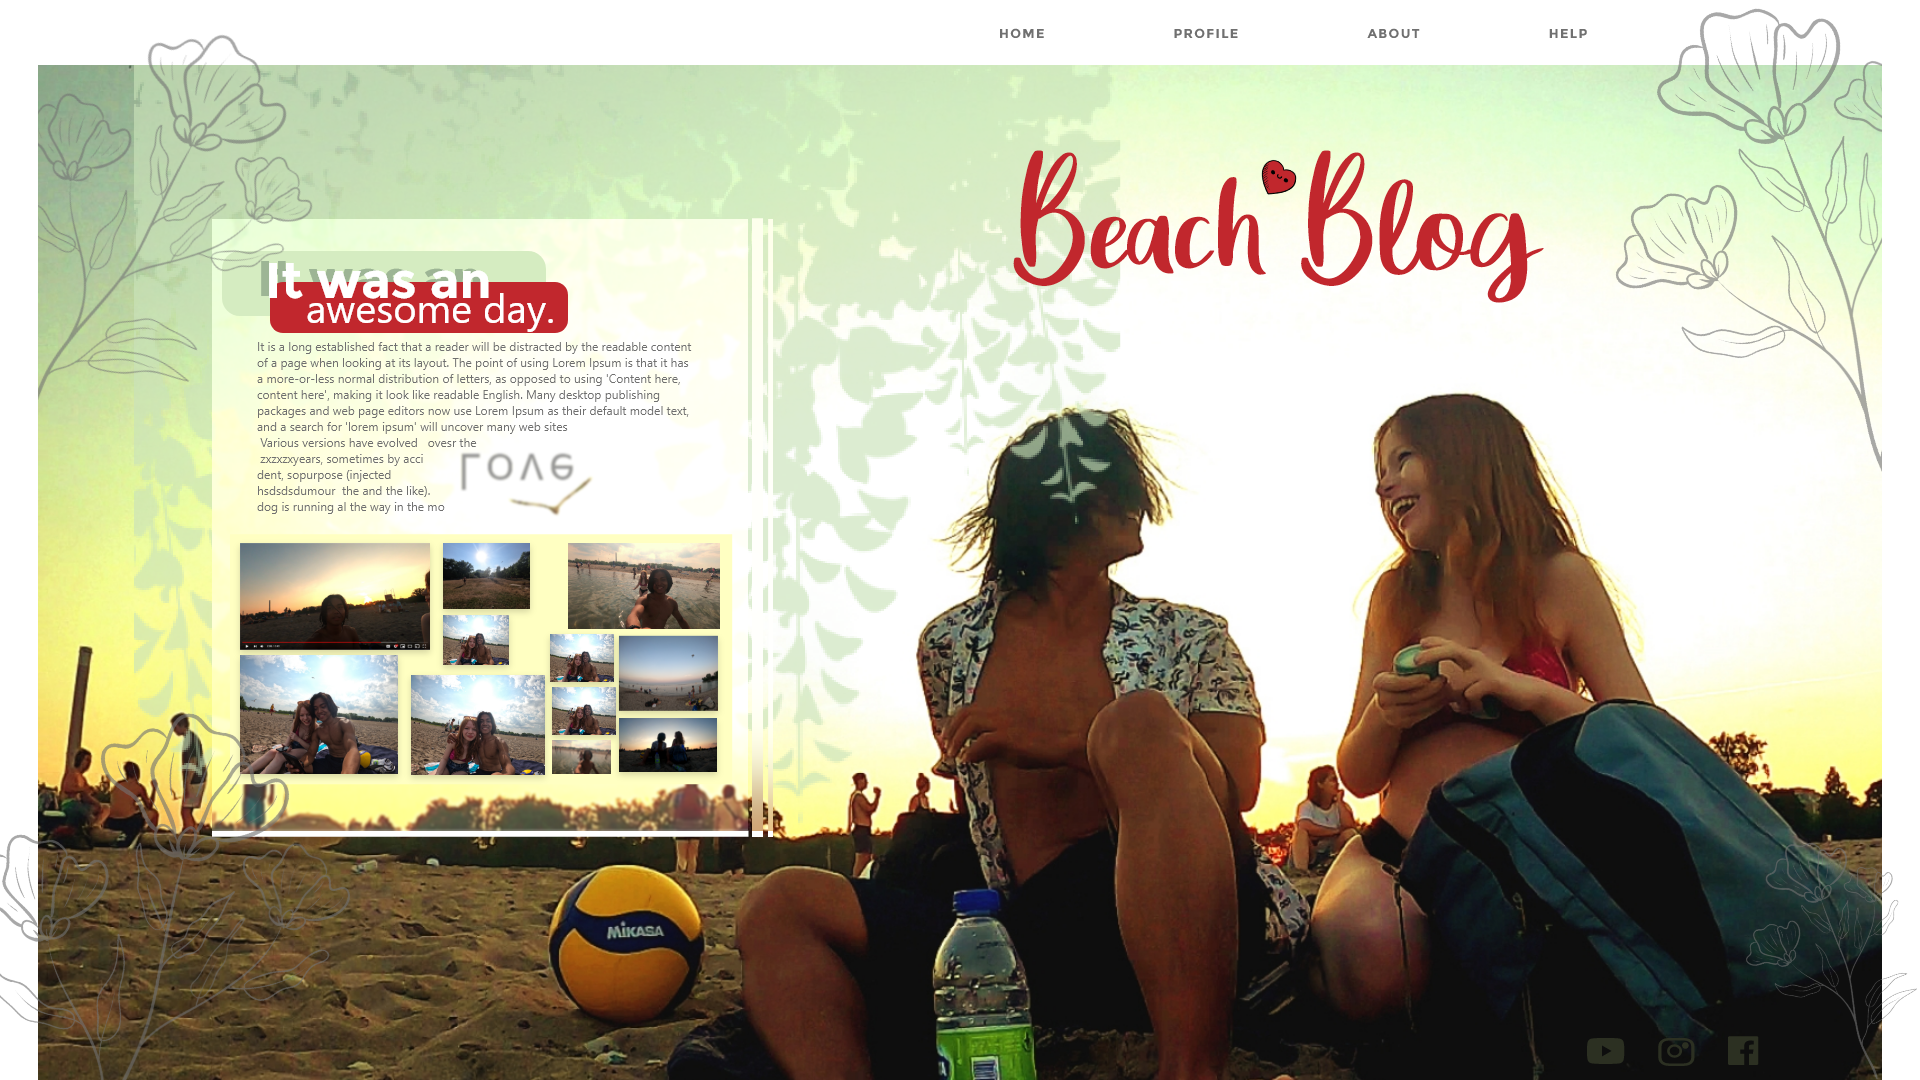 HOME PROFILE ABOUT HELP
Beach Blog
It was an
awesome day.
It is a long established fact that a reader will be distracted by the readable content
of a page when looking at its layout. The point of using Lorem Ipsum is that it has
a more-or-less normal distribution of letters, as opposed to using 'Content here,
content here', making it look like readable English. Many desktop publishing
packages and web page editors now use Lorem Ipsum as their default model text,
and a search for 'lorem ipsum' will uncover many web sites
Various versions have evolved ovesr the
zxzxzxyears, sometimes by acci
dent, sopurpose (injected
hsdsdsdumour the and the like).
dog is running al the way in the mo
Love
MIKASA